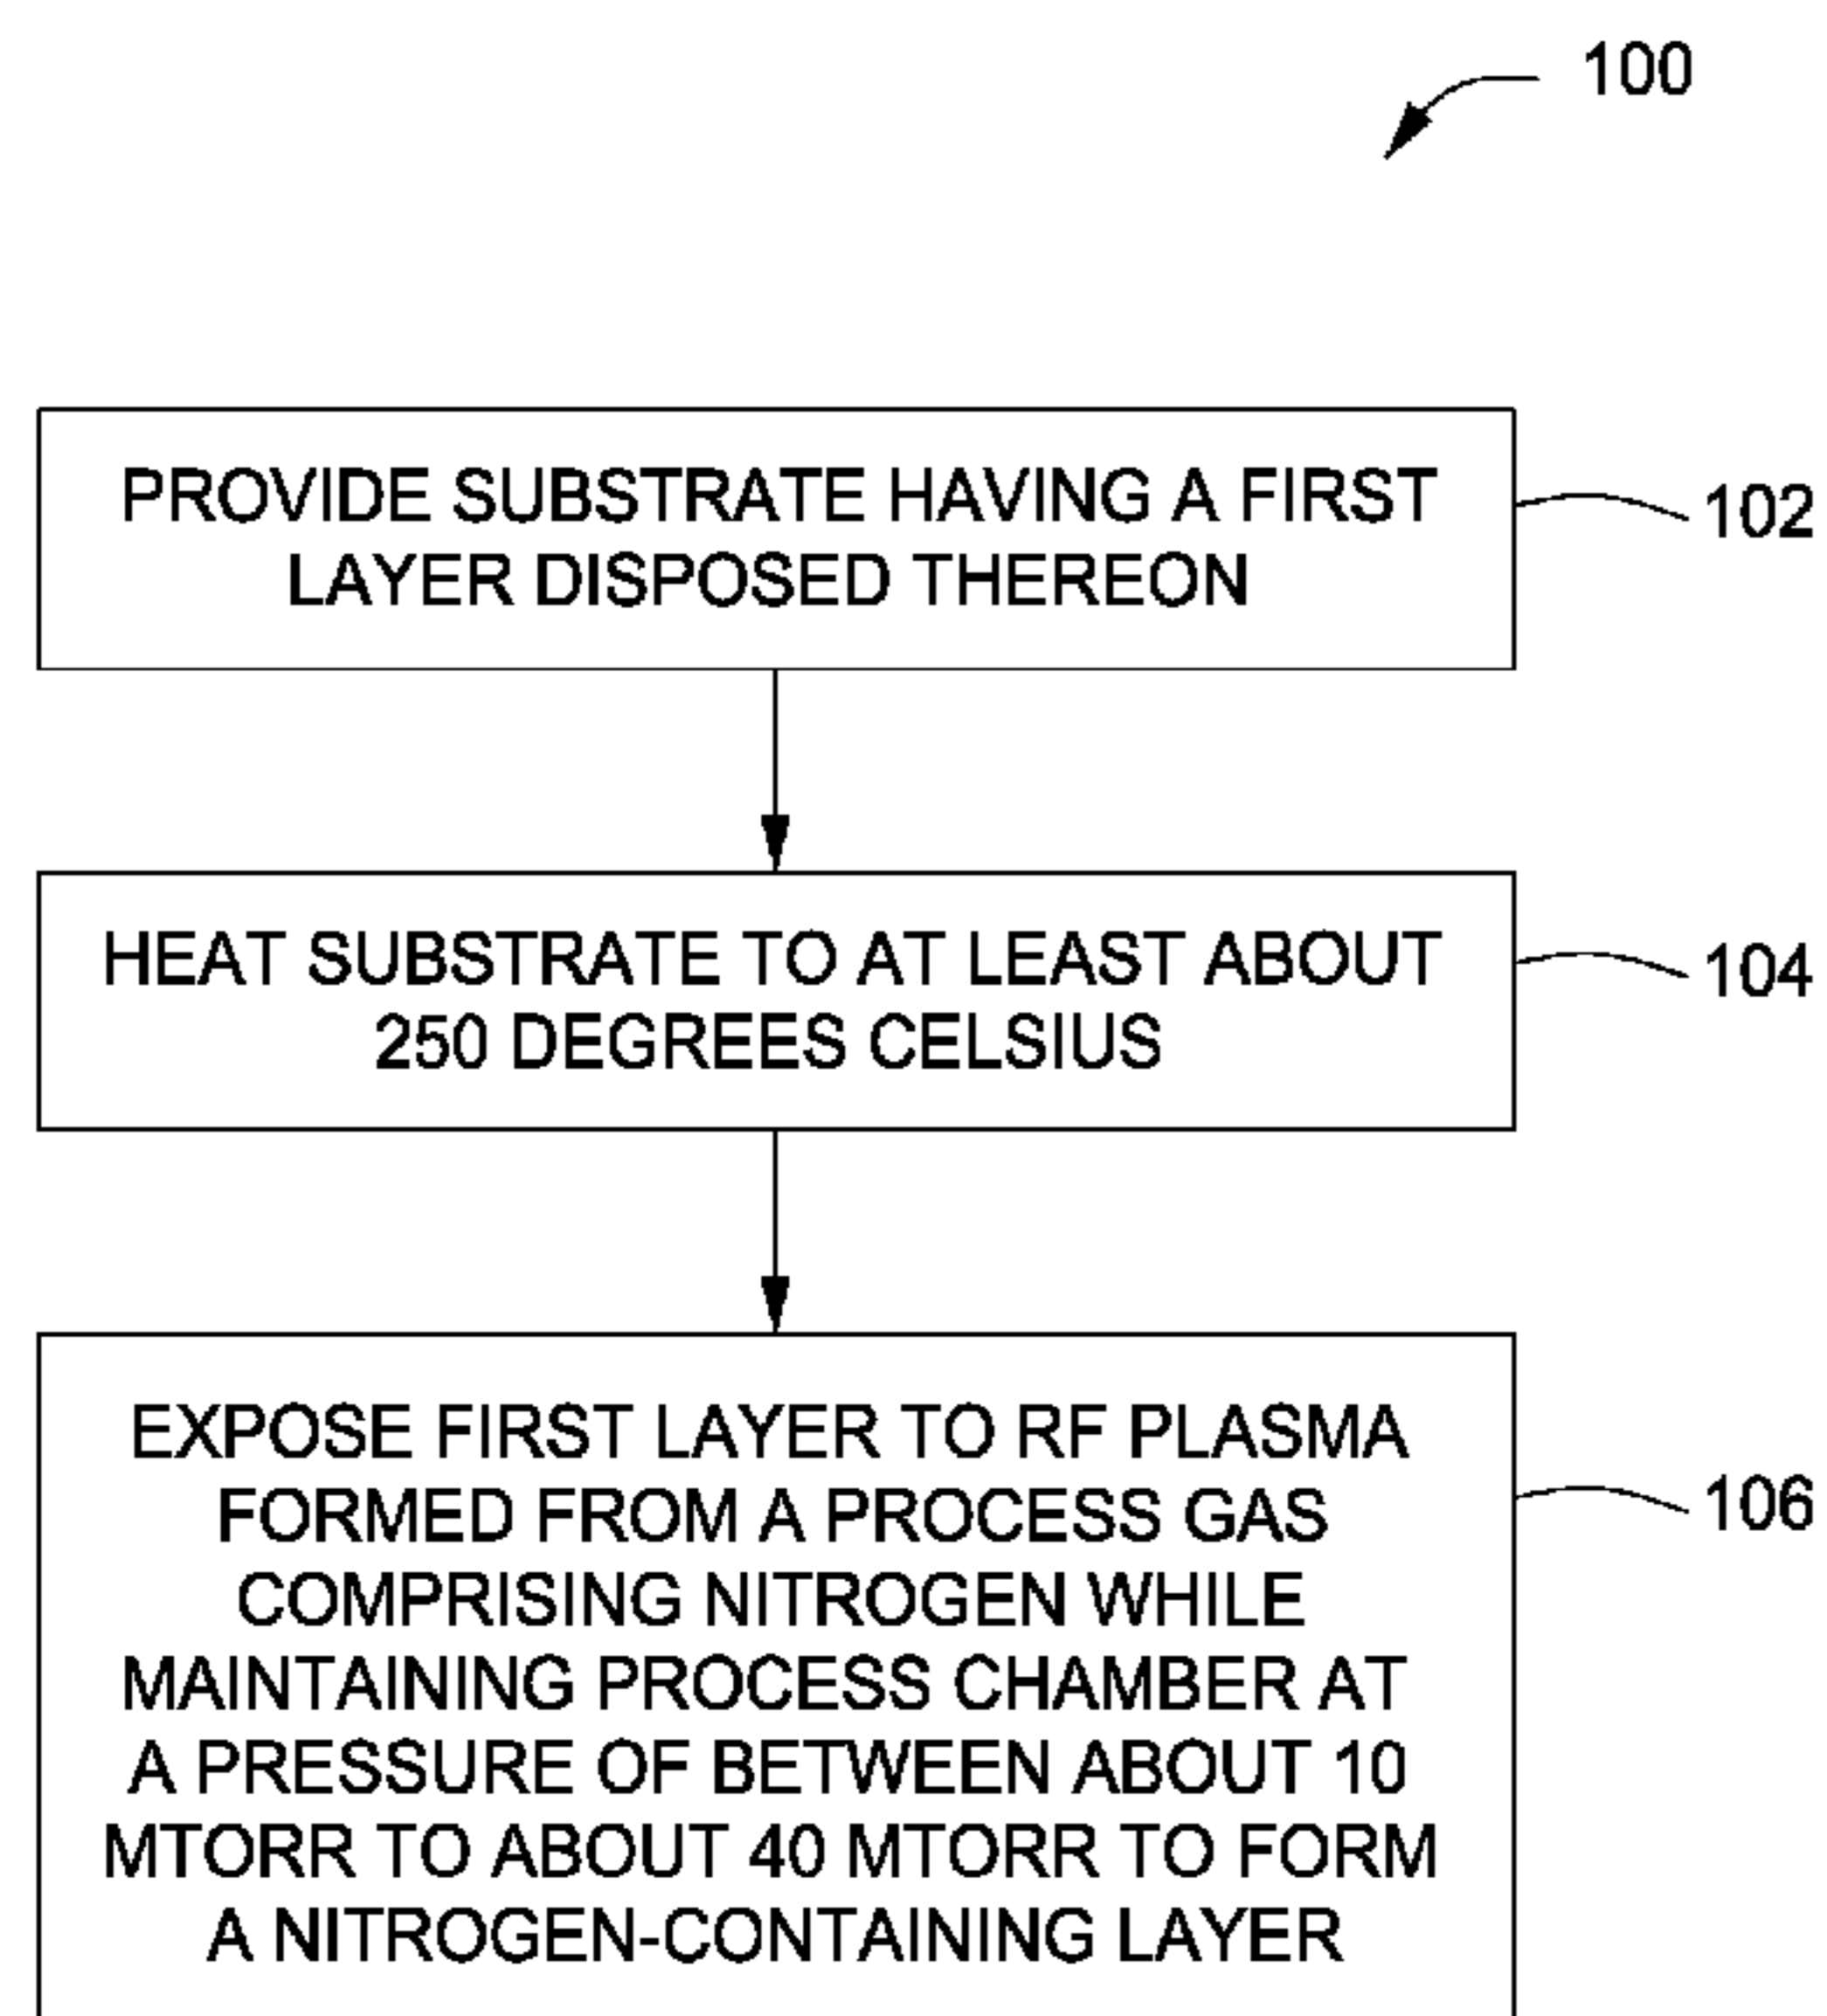 100
PROVIDE SUBSTRATE HAVING A FIRST
LAYER DISPOSED THEREON
102
HEAT SUBSTRATE TO AT LEAST ABOUT
250 DEGREES CELSIUS
104
EXPOSE FIRST LAYER TO RF PLASMA
FORMED FROM A PROCESS GAS
COMPRISING NITROGEN WHILE
MAINTAINING PROCESS CHAMBER AT
A PRESSURE OF BETWEEN ABOUT 10
MTORR TO ABOUT 40 MTORR TO FORM
A NITROGEN-CONTAINING LAYER
106